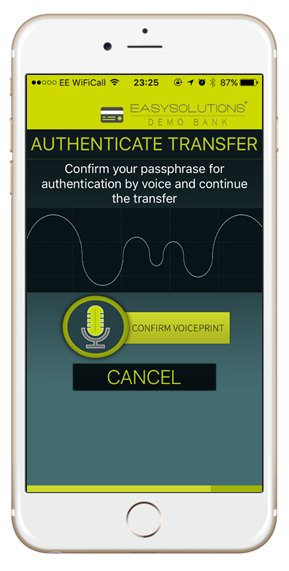 ●●○○○ EE WiFiCall 23:25 87%
EASYSOLUTIONS
DEMO BANK
AUTHENTICATE TRANSFER
Confirm your passphrase for
authentication by voice and continue
the transfer
CONFIRM VOICEPRINT
CANCEL